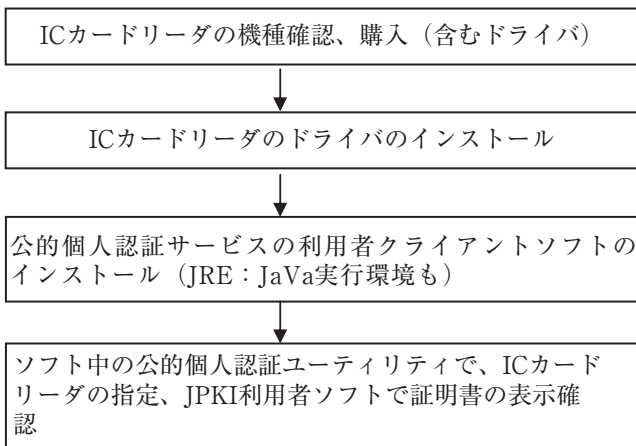 ICカードリーダの機種確認、購入（含むドライバ）
ICカードリーダのドライバのインストール
公的個人認証サービスの利用者クライアントソフトの
インストール（JRE：JaVa実行環境も）
ソフト中の公的個人認証ユーティリティで、ICカード
リーダの指定、JPKI利用者ソフトで証明書の表示確
認